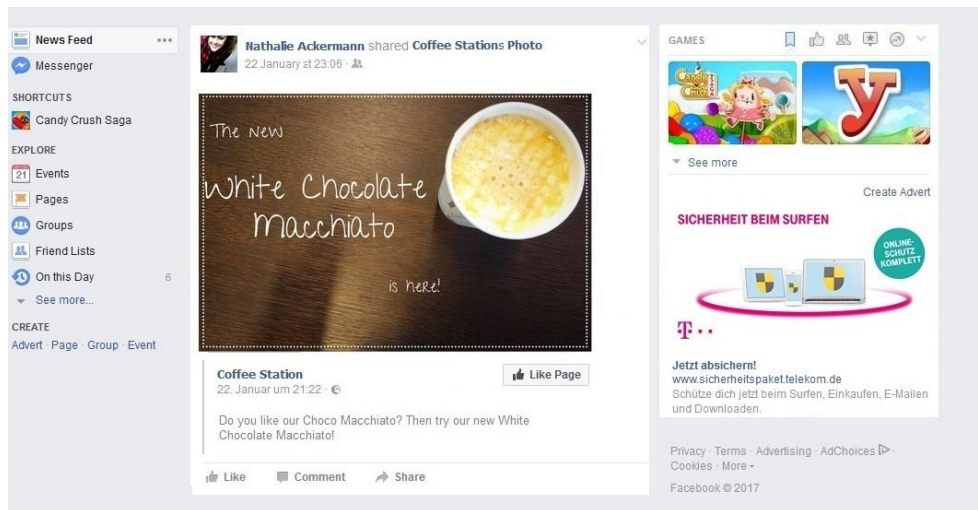 News Feed
Messenger
SHORTCUTS
Candy Crush Saga
EXPLORE
21 Events
Pages
Groups
Friend Lists
On this Day 6
See more...
CREATE
Advert · Page · Group · Event
Nathalie Ackermann shared Coffee Stations Photo
22 January at 23:06 ·
The New
White Chocolate
Macchiato
is here!
Coffee Station
22. Januar um 21:22 ·
Like Page
Do you like our Choco Macchiato? Then try our new White
Chocolate Macchiato!
Like Comment Share
GAMES
Candy
Crush
SAGA
Y
See more
Create Advert
SICHERHEIT BEIM SURFEN
ONLINE-
SCHUTZ
KOMPLETT
T··
Jetzt absichern!
www.sicherheitspaket.telekom.de
Schütze dich jetzt beim Surfen, Einkaufen, E-Mailen
und Downloaden.
Privacy · Terms · Advertising · AdChoices ·
Cookies · More
Facebook © 2017